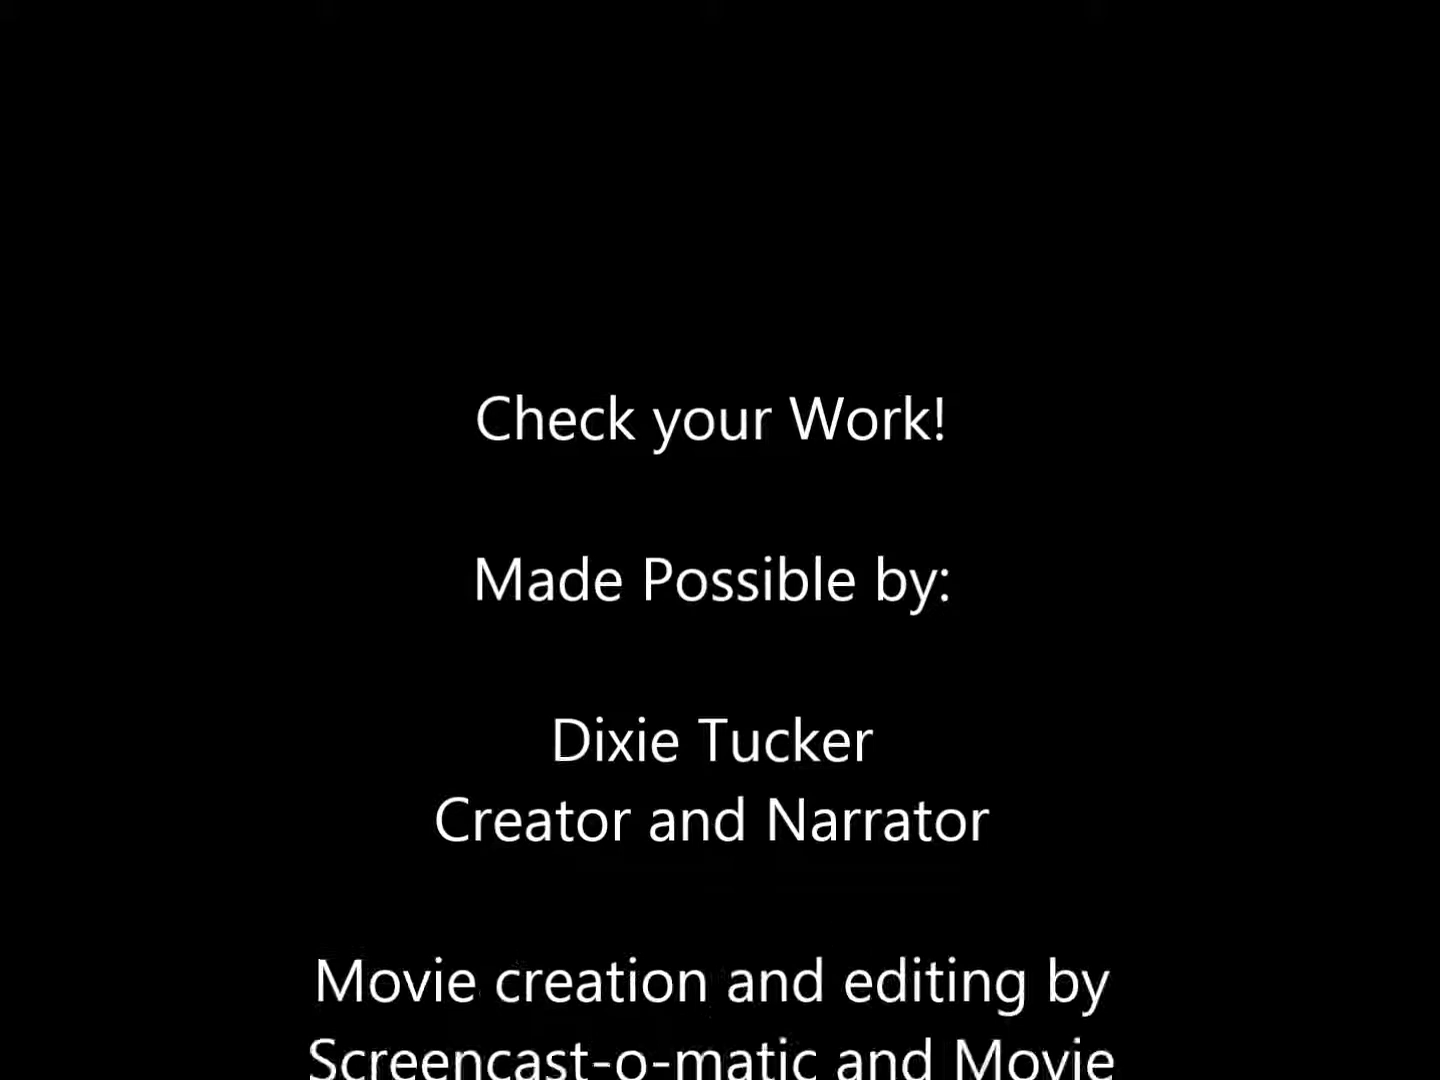 Check your Work!
Made Possible by:
Dixie Tucker
Creator and Narrator
Movie creation and editing by
Screencast-o-matic and Movie